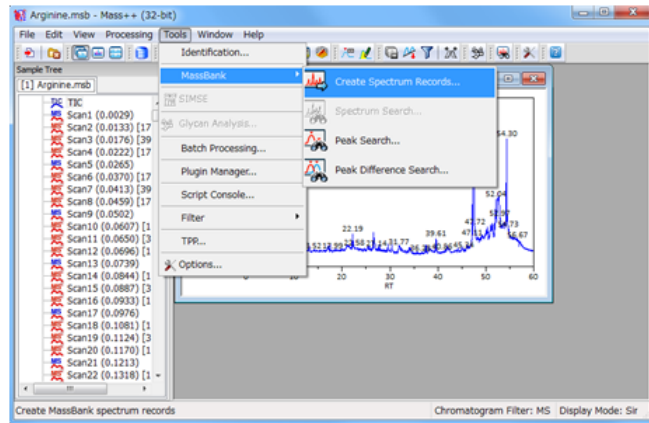 Arginine.msb - Mass++ (32-bit)
File Edit View Processing Tools Window Help
Sample Tree
[1] Arginine.msb
TIC
Scan1 (0.0029)
Scan2 (0.0133) [17
Scan3 (0.0176) [39
Scan4 (0.0222) [17
Scan5 (0.0265)
Scan6 (0.0370) [17
Scan7 (0.0413) [39
Scan8 (0.0459) [17
Scan9 (0.0502)
Scan10 (0.0607) [1
Scan11 (0.0650) [3
Scan12 (0.0696) [1
Scan13 (0.0739)
Scan14 (0.0844) [1
Scan15 (0.0887) [3
Scan16 (0.0933) [1
Scan17 (0.0976)
Scan18 (0.1081) [1
Scan19 (0.1124) [3
Scan20 (0.1170) [1
Scan21 (0.1213)
Scan22 (0.1318) [1
Identification...
MassBank
SIMSE
Glycan Analysis...
Batch Processing...
Plugin Manager...
Script Console...
Filter
TPP...
Options...
Create Spectrum Records...
Spectrum Search...
Peak Search...
Peak Difference Search...
54.30
52.04
22.19
39.61
31.77
0 10 20 30 40 50 60
RT
Create MassBank spectrum records
Chromatogram Filter: MS Display Mode: Sir